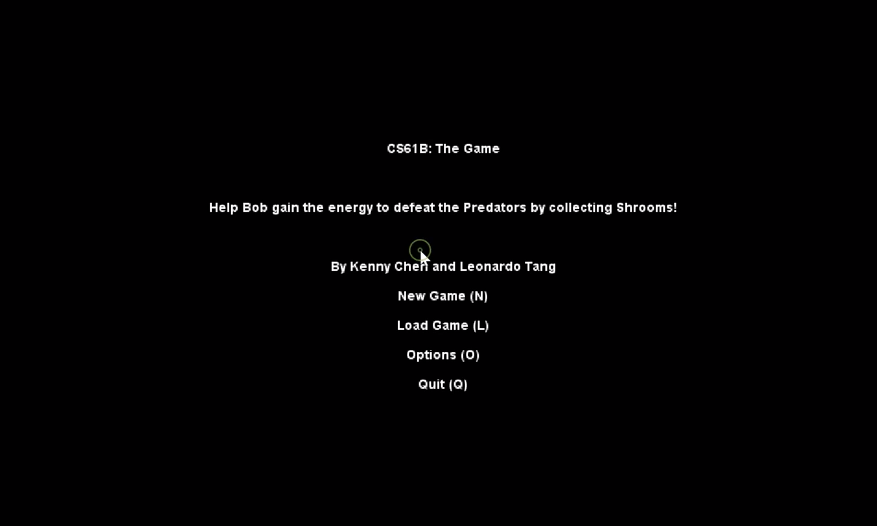 CS61B: The Game
Help Bob gain the energy to defeat the Predators by collecting Shrooms!
By Kenny Chen and Leonardo Tang
New Game (N)
Load Game (L)
Options (O)
Quit (Q)